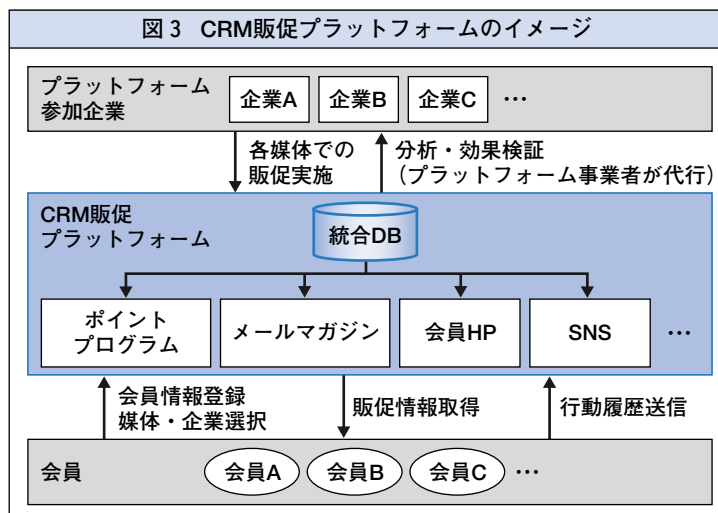 図3 CRM販促プラットフォームのイメージ
プラットフォーム
参加企業
企業A
企業B
企業C
…
各媒体での
販促実施
分析・効果検証
（プラットフォーム事業者が代行）
CRM販促
プラットフォーム
統合DB
ポイント
プログラム
メールマガジン
会員HP
SNS
…
会員情報登録
媒体・企業選択
販促情報取得
行動履歴送信
会員
会員A
会員B
会員C
…